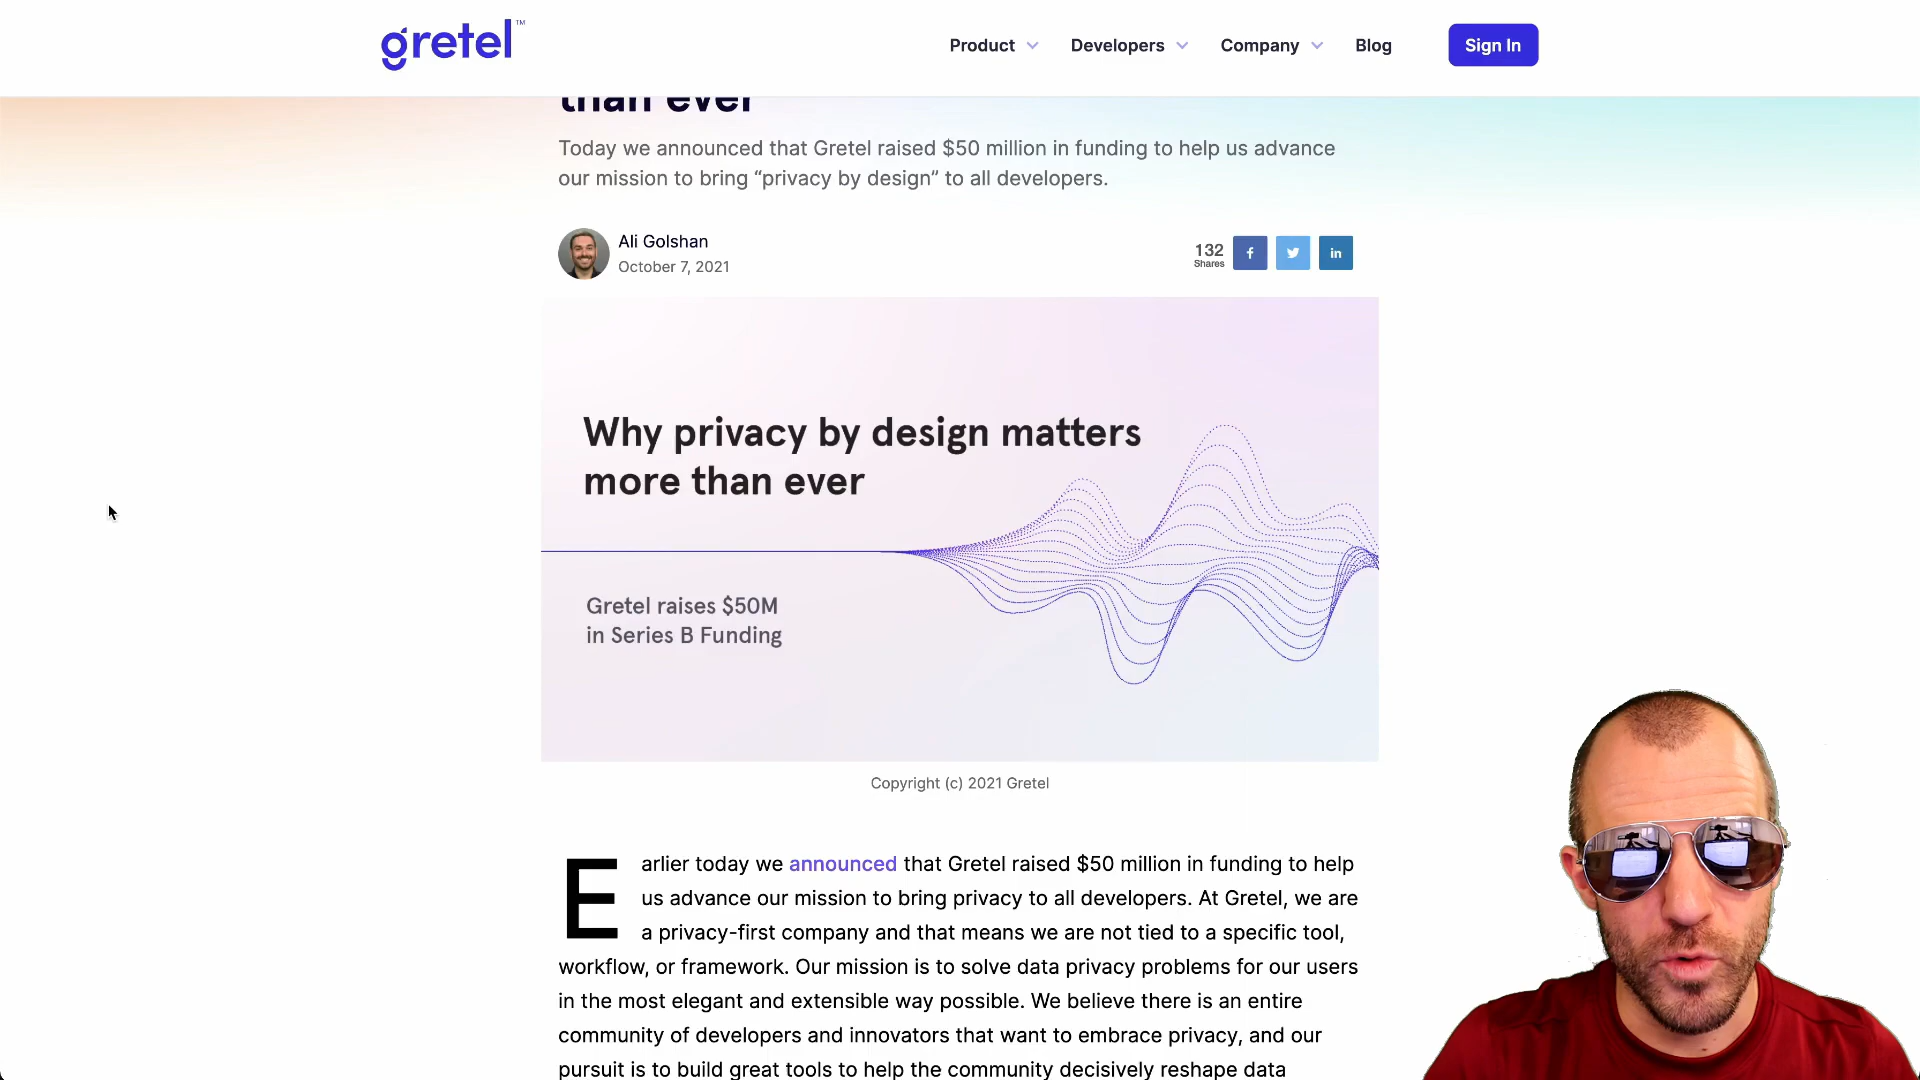 gretel™
Product
Developers
Company
Blog
Sign In
than ever
Today we announced that Gretel raised $50 million in funding to help us advance
our mission to bring “privacy by design” to all developers.
Ali Golshan
October 7, 2021
132
Shares
f
in
Why privacy by design matters
more than ever
Gretel raises $50M
in Series B Funding
Copyright (c) 2021 Gretel
Earlier today we announced that Gretel raised $50 million in funding to help
us advance our mission to bring privacy to all developers. At Gretel, we are
a privacy-first company and that means we are not tied to a specific tool,
workflow, or framework. Our mission is to solve data privacy problems for our users
in the most elegant and extensible way possible. We believe there is an entire
community of developers and innovators that want to embrace privacy, and our
pursuit is to build great tools to help the community decisively reshape data